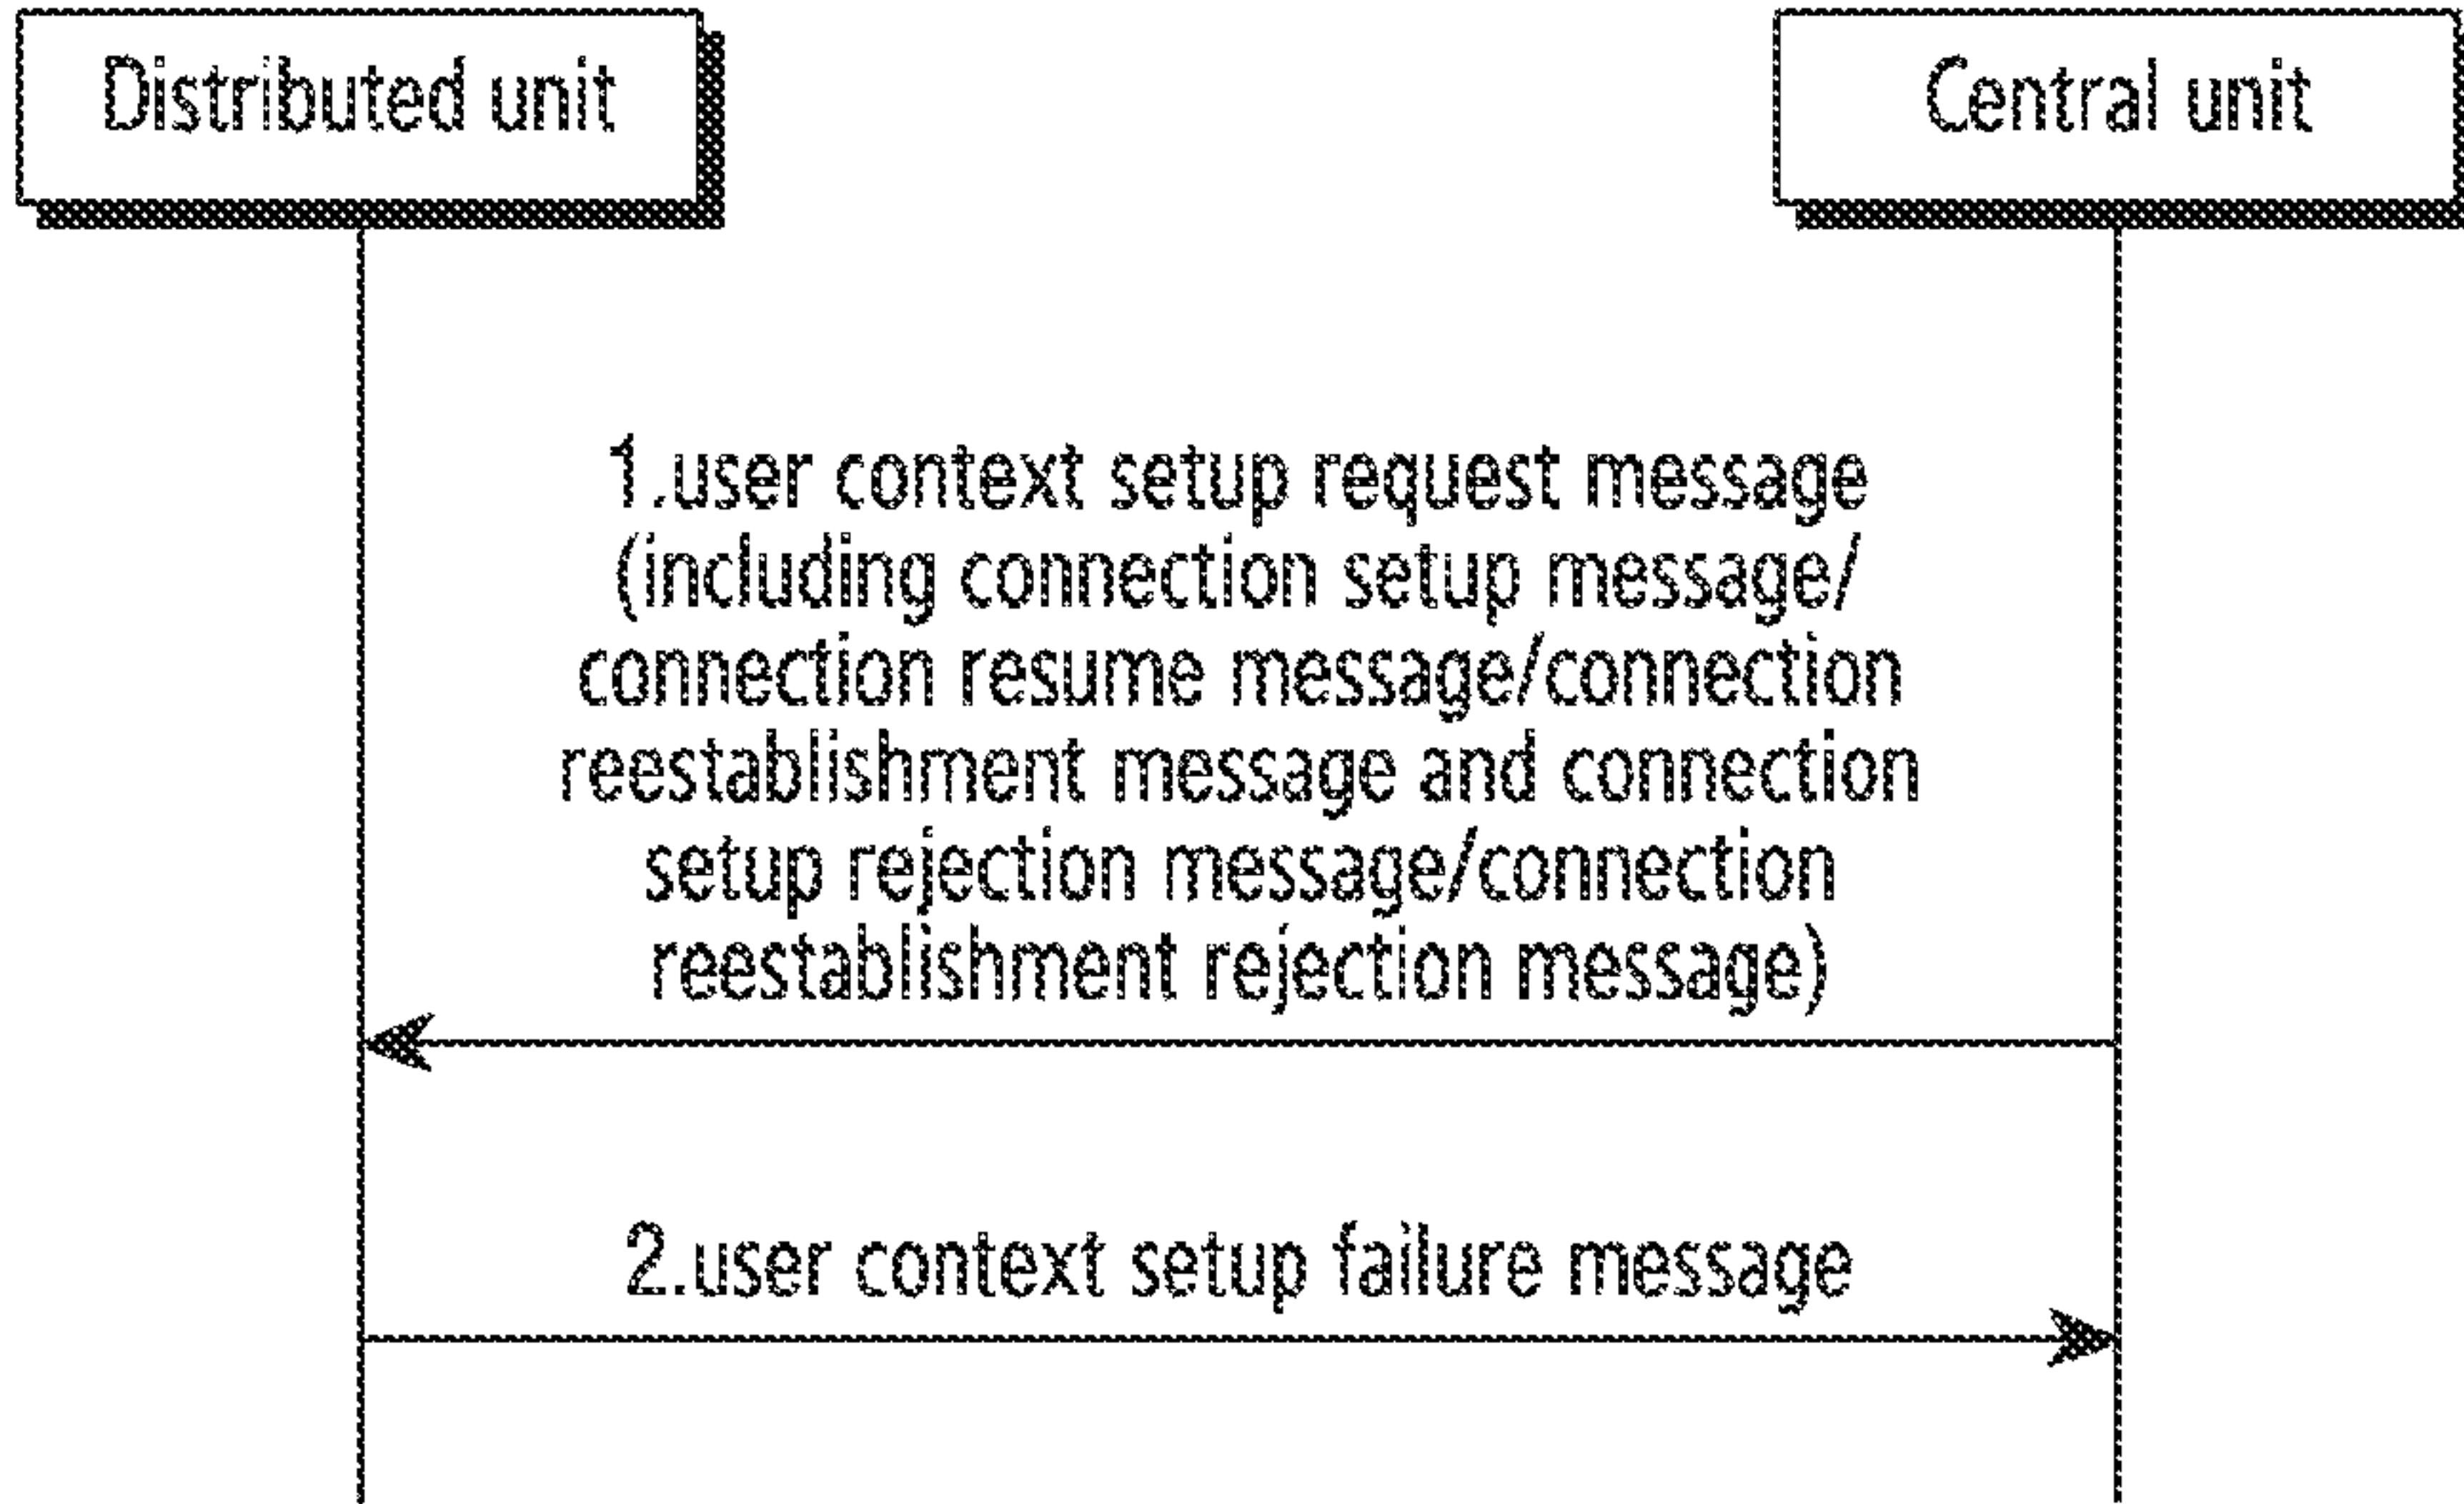 Distributed unit
Central unit
1.user context setup request message
(including connection setup message/
connection resume message/connection
reestablishment message and connection
setup rejection message/connection
reestablishment rejection message)
2.user context setup failure message